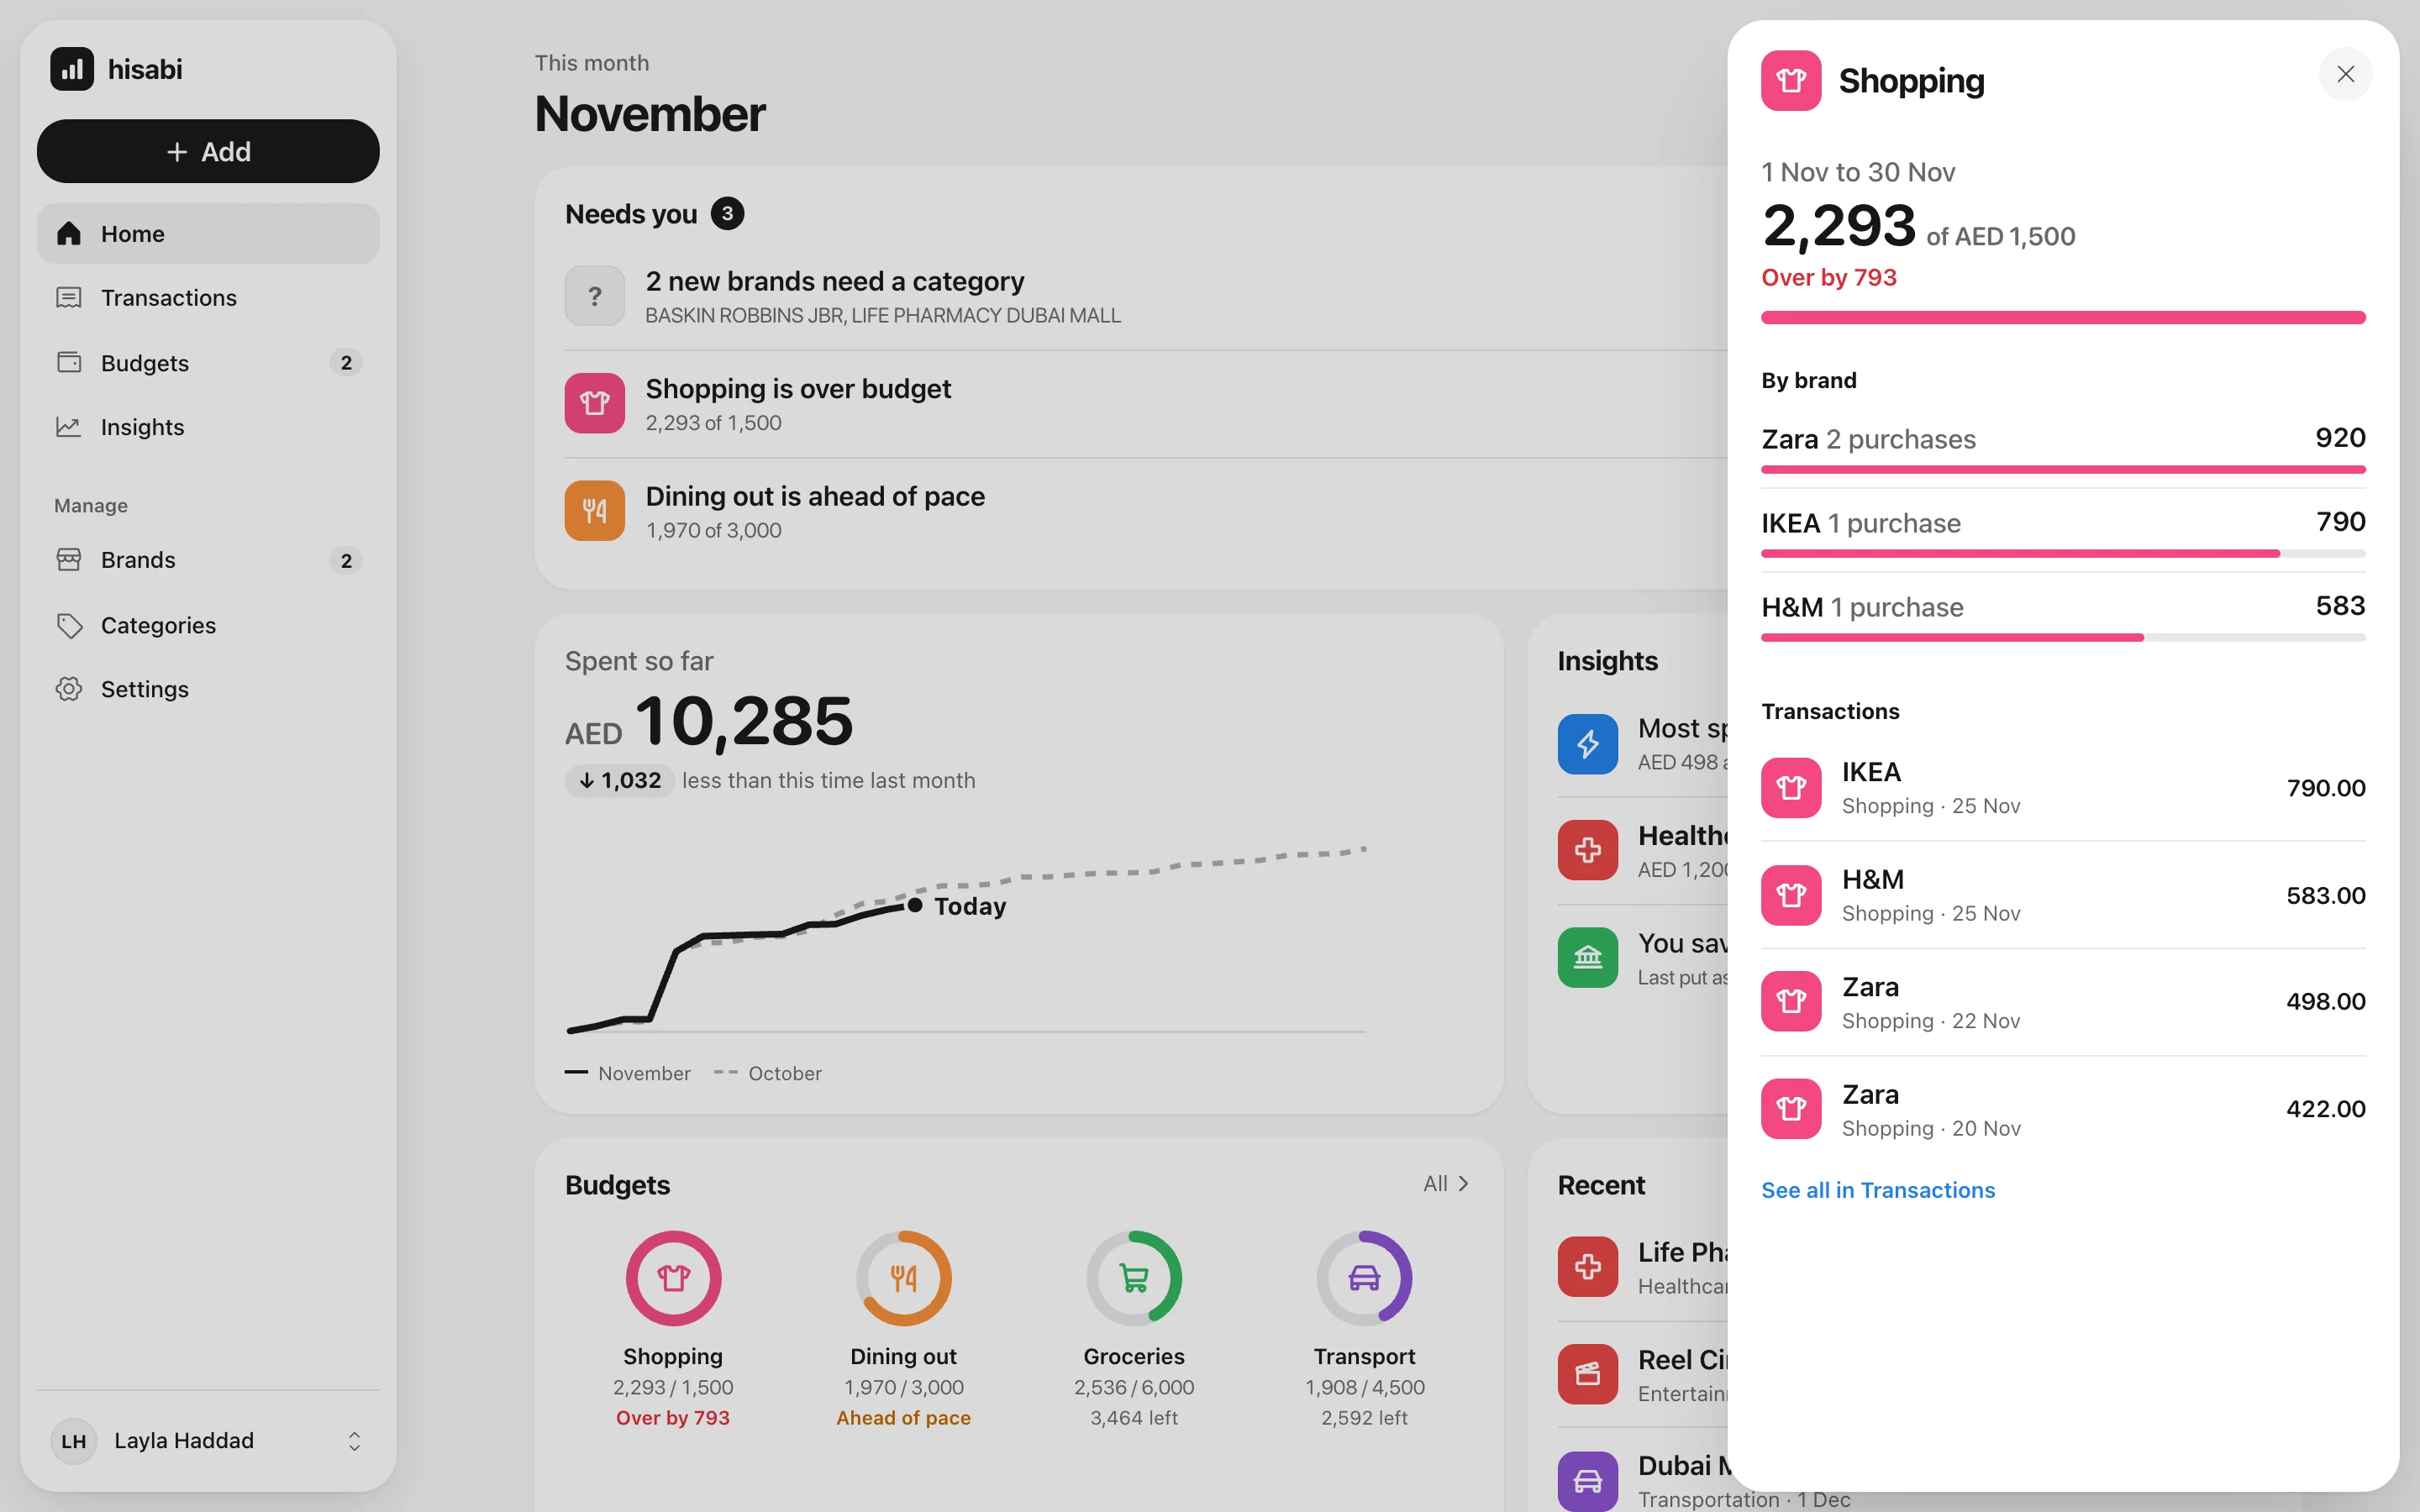 hisabi
+ Add
Home
Transactions
Budgets 2
Insights
Manage
Brands 2
Categories
Settings
LH Layla Haddad
This month
November
Needs you 3
?
2 new brands need a category
BASKIN ROBBINS JBR, LIFE PHARMACY DUBAI MALL
Shopping is over budget
2,293 of 1,500
Dining out is ahead of pace
1,970 of 3,000
Spent so far
AED 10,285
↓ 1,032 less than this time last month
Today
November October
Insights
Most
AED 498
AED 1,200
You
Last put
Budgets All
Shopping
2,293 / 1,500
Over by 793
Dining out
1,970 / 3,000
Ahead of pace
Groceries
2,536 / 6,000
3,464 left
Transport
1,908 / 4,500
2,592 left
Recent
Life
Reel
Dubai
Transportation · 1 Dec
Shopping
1 Nov to 30 Nov
2,293 of AED 1,500
Over by 793
By brand
Zara 2 purchases 920
IKEA 1 purchase 790
H&M 1 purchase 583
Transactions
IKEA
Shopping · 25 Nov
790.00
H&M
Shopping · 25 Nov
583.00
Zara
Shopping · 22 Nov
498.00
Zara
Shopping · 20 Nov
422.00
See all in Transactions